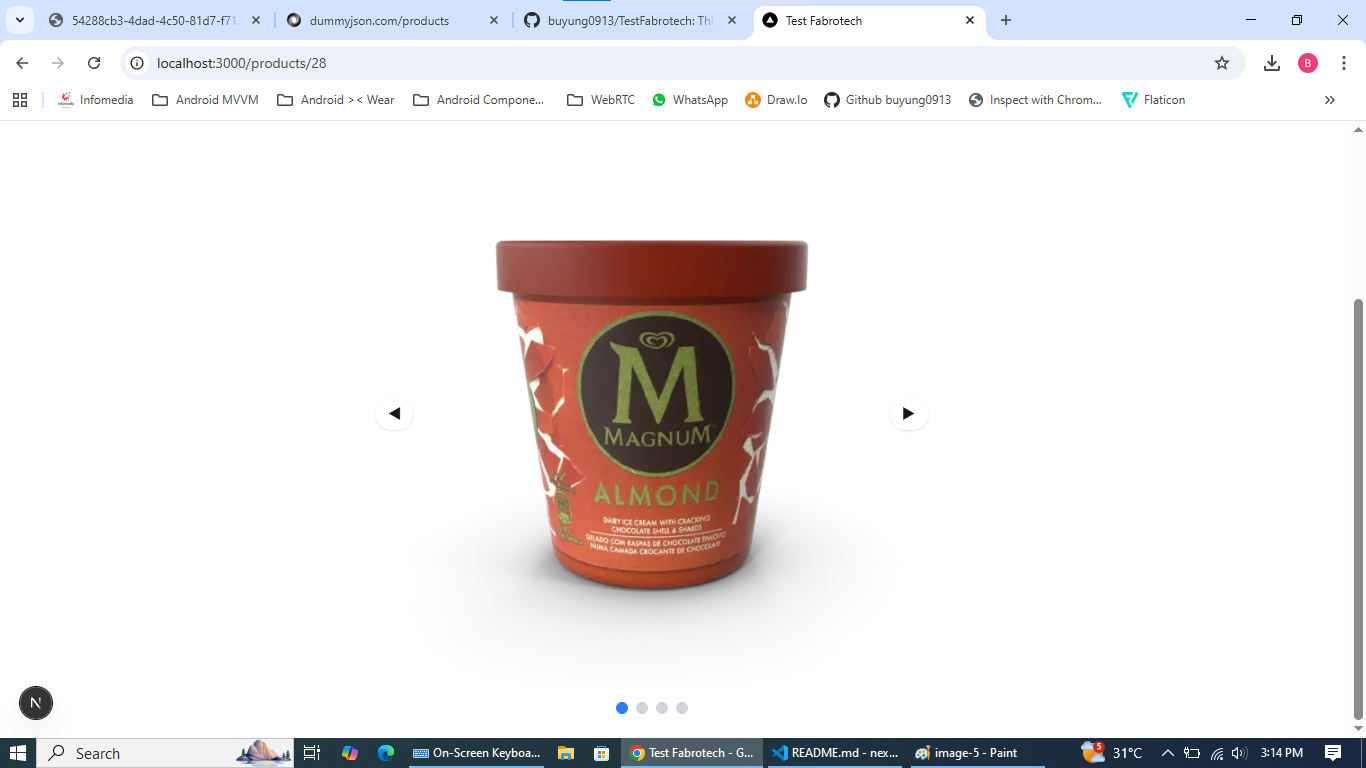 54288cb3-4dad-4c50-81d7-f71
dummyjson.com/products
buyung0913/TestFabrotech: Thi
Test Fabrotech
localhost:3000/products/28
B
Infomedia
Android MVVM
Android >< Wear
Android Compone...
WebRTC
WhatsApp
Draw.Io
Github buyung0913
Inspect with Chrom...
Flaticon
M
MAGNUM
ALMOND
DAIRY ICE CREAM WITH CRACKING
CHOCOLATE SHELL & SHARDS
GELADO COM RASPAS DE CHOCOLATE ENVOLTO
NUMA CAMADA CROCANTE DE CHOCOLATE
N
Search
On-Screen Keyboa...
Test Fabrotech - G...
README.md - nex...
image-5 - Paint
5
31°C
3:14 PM